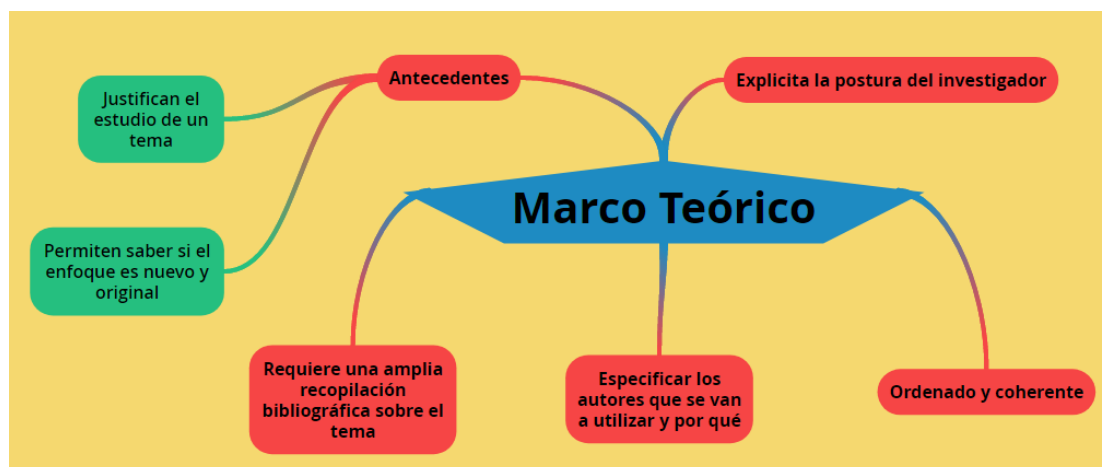 Antecedentes
Explicita la postura del investigador
Justifican el
estudio de un
tema
Marco Teórico
Permiten saber si el
enfoque es nuevo y
original
Requiere una amplia
recopilación
bibliográfica sobre el
tema
Especificar los
autores que se van
a utilizar y por qué
Ordenado y coherente